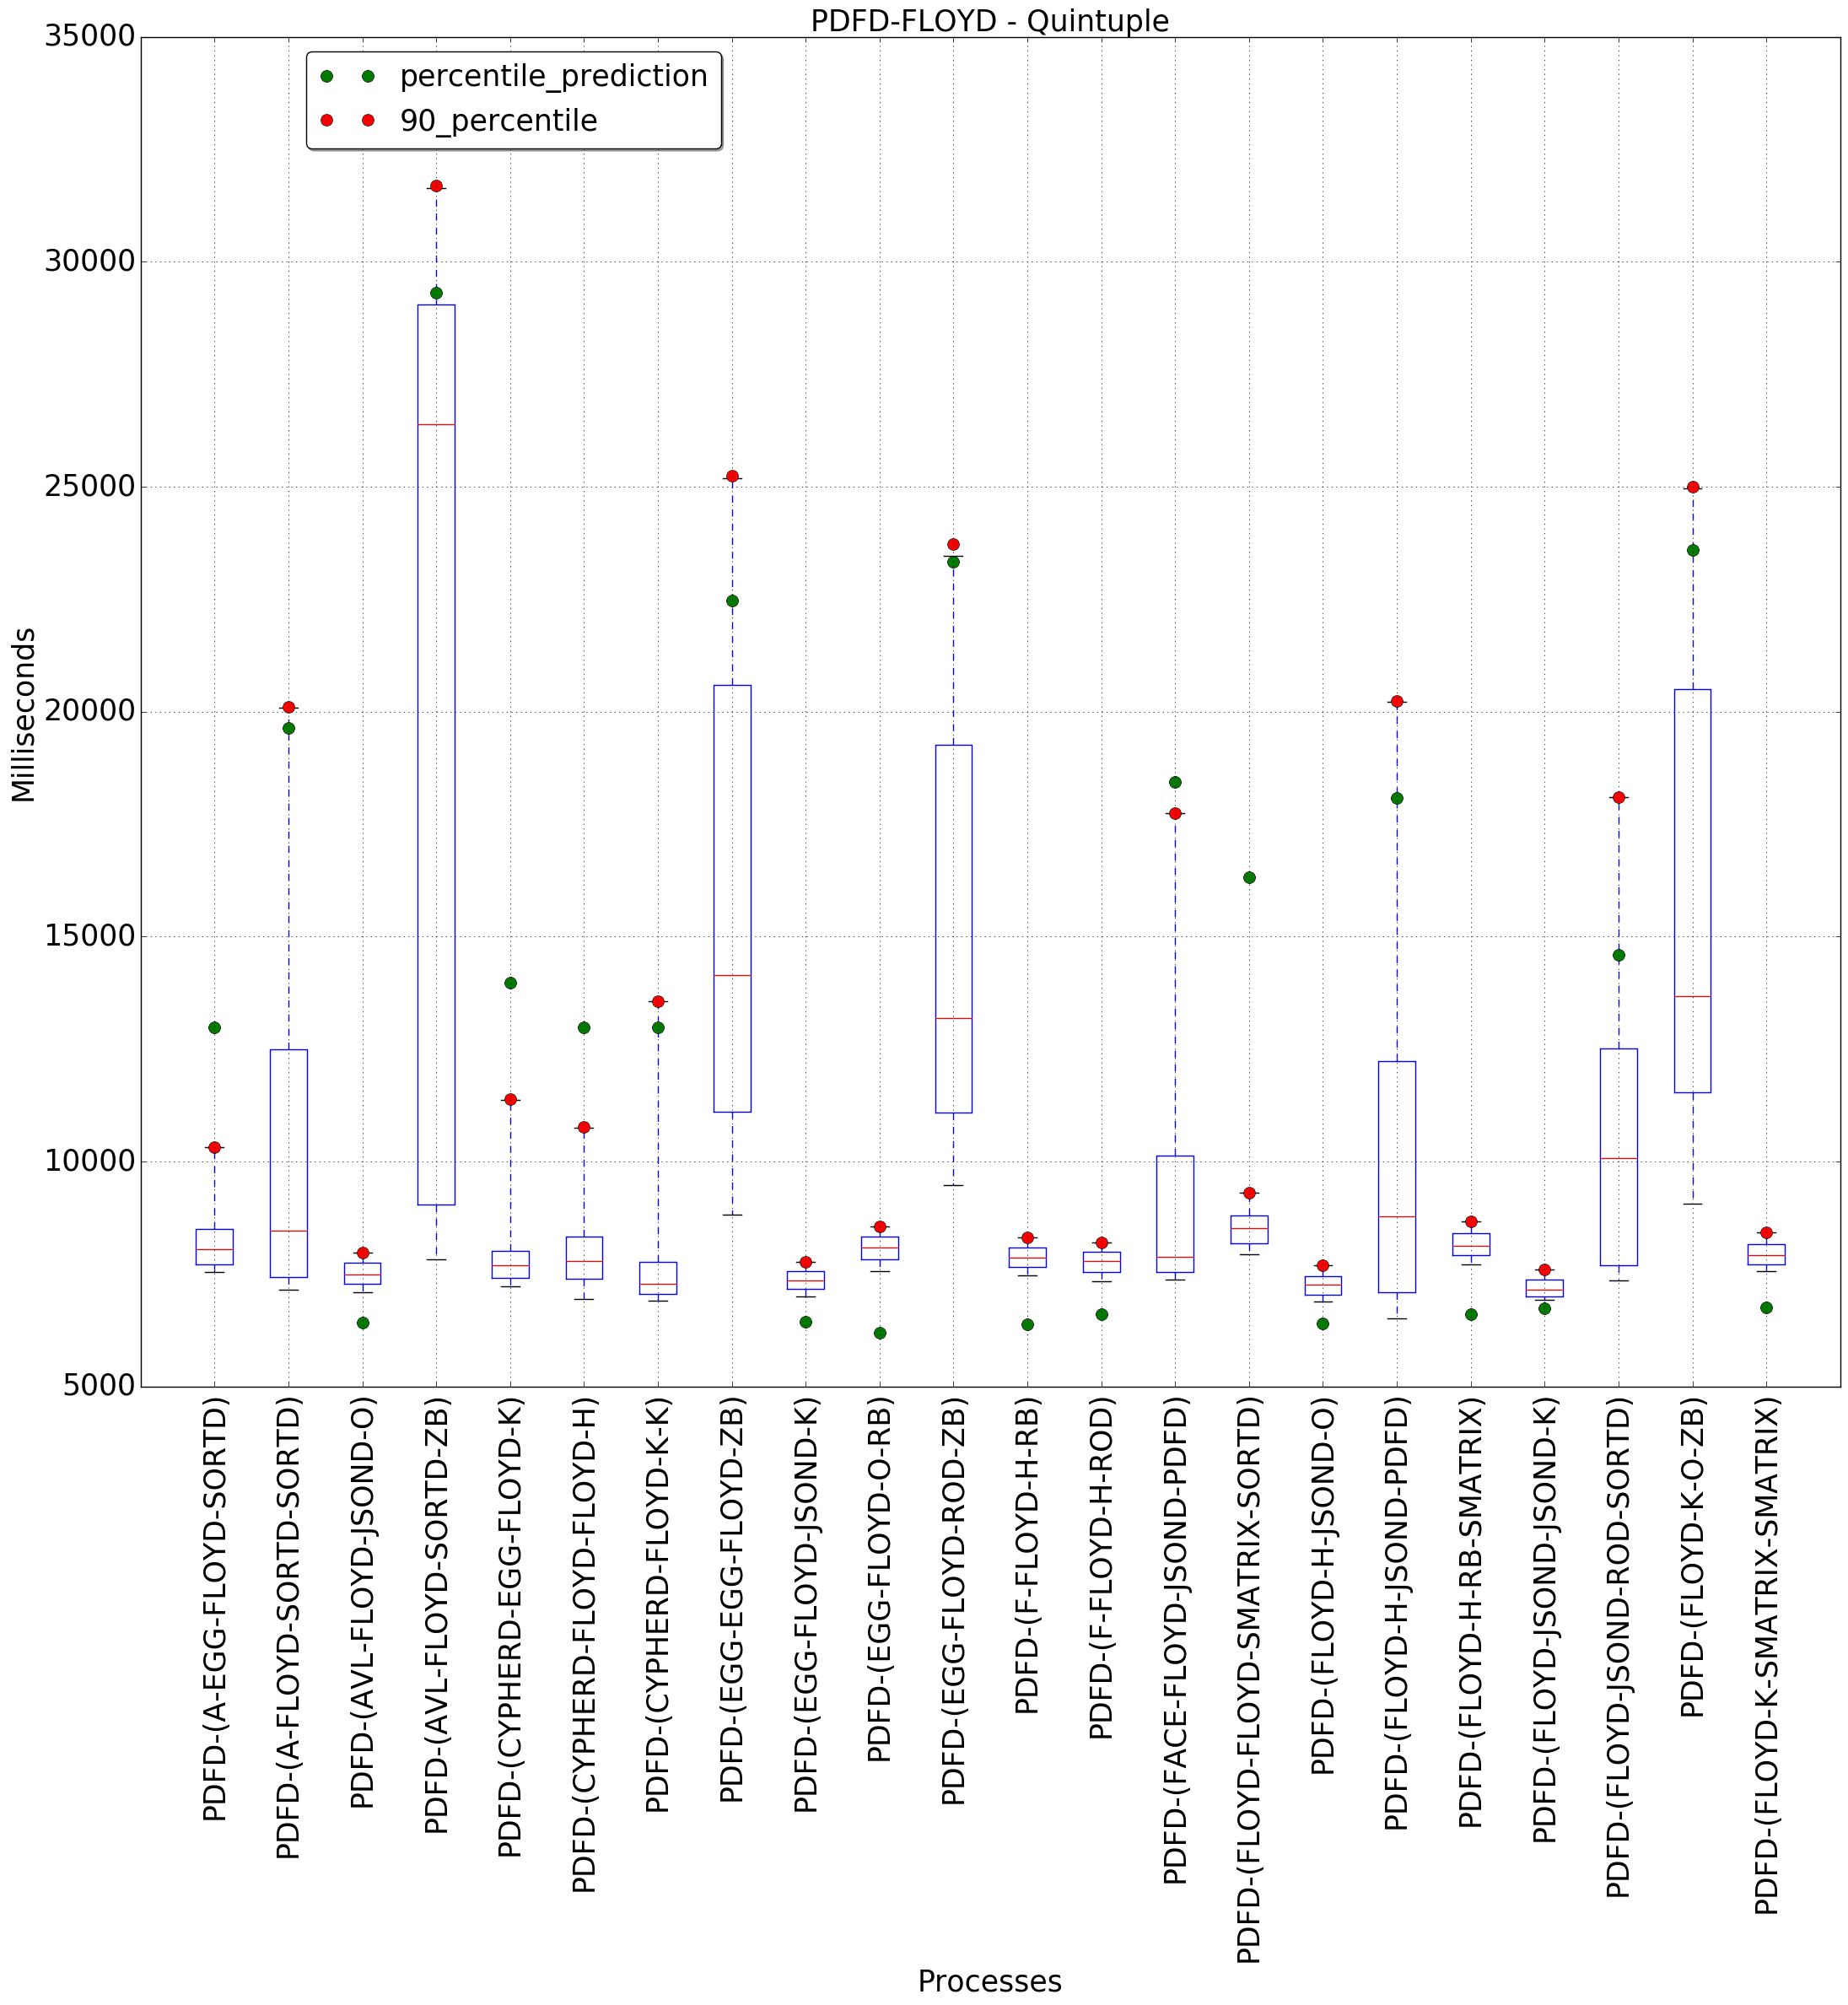 PDFD-FLOYD - Quintuple
percentile_prediction
90_percentile
35000
30000
25000
20000
15000
10000
5000
Milliseconds
PDFD-(A-EGG-FLOYD-SORTD)
PDFD-(A-FLOYD-SORTD-SORTD)
PDFD-(AVL-FLOYD-JSOND-O)
PDFD-(AVL-FLOYD-SORTD-ZB)
PDFD-(CYPHERD-EGG-FLOYD-K)
PDFD-(CYPHERD-FLOYD-FLOYD-H)
PDFD-(CYPHERD-FLOYD-K-K)
PDFD-(EGG-EGG-FLOYD-ZB)
PDFD-(EGG-FLOYD-JSOND-K)
PDFD-(EGG-FLOYD-O-RB)
PDFD-(EGG-FLOYD-ROD-ZB)
PDFD-(F-FLOYD-H-RB)
PDFD-(F-FLOYD-H-ROD)
PDFD-(FACE-FLOYD-JSOND-PDFD)
PDFD-(FLOYD-FLOYD-SMATRIX-SORTD)
PDFD-(FLOYD-H-JSOND-O)
PDFD-(FLOYD-H-JSOND-PDFD)
PDFD-(FLOYD-H-RB-SMATRIX)
PDFD-(FLOYD-JSOND-JSOND-K)
PDFD-(FLOYD-JSOND-ROD-SORTD)
PDFD-(FLOYD-K-O-ZB)
PDFD-(FLOYD-K-SMATRIX-SMATRIX)
Processes